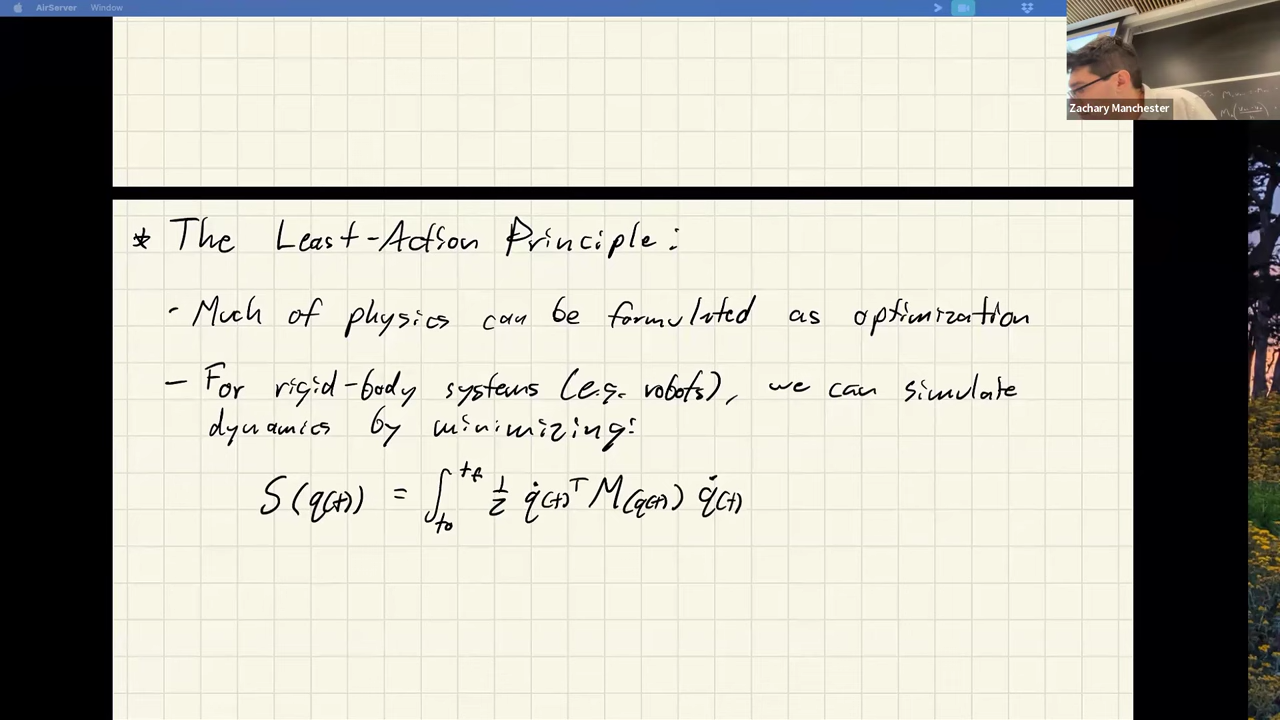 AirServer Window
Zachary Manchester
* The Least-Action Principle:
- Much of physics can be formulated as optimization
- For rigid-body systems (e.g. robots), we can simulate
dynamics by minimizing:
S(q(t)) = ∫_{t0}^{tf} 1/2 q̇(t)ᵀ M(q(t)) q̇(t)